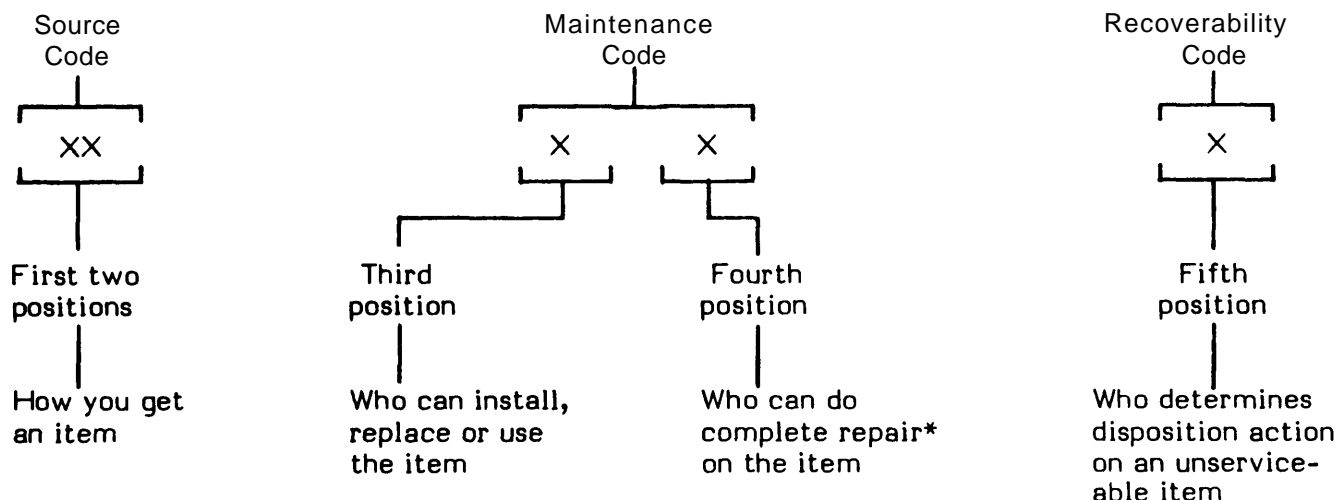 Source
Code
Maintenance
Code
Recoverability
Code
XX
X
X
X
First two
positions
Third
position
Fourth
position
Fifth
position
How you get
an item
Who can install,
replace or use
the item
Who can do
complete repair*
on the item
Who determines
disposition action
on an unservice-
able item